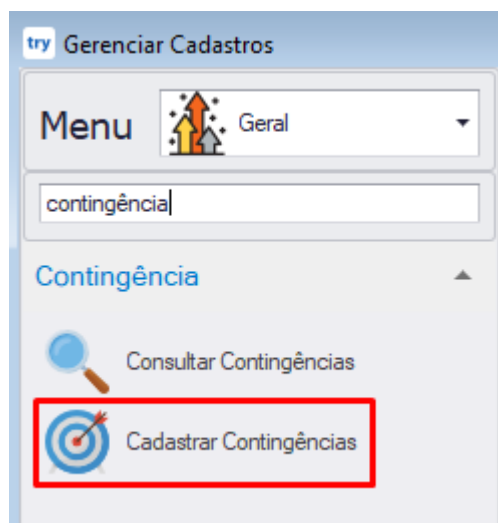 try Gerenciar Cadastros
Menu Geral
contingência
Contingência
Consultar Contingências
Cadastrar Contingências